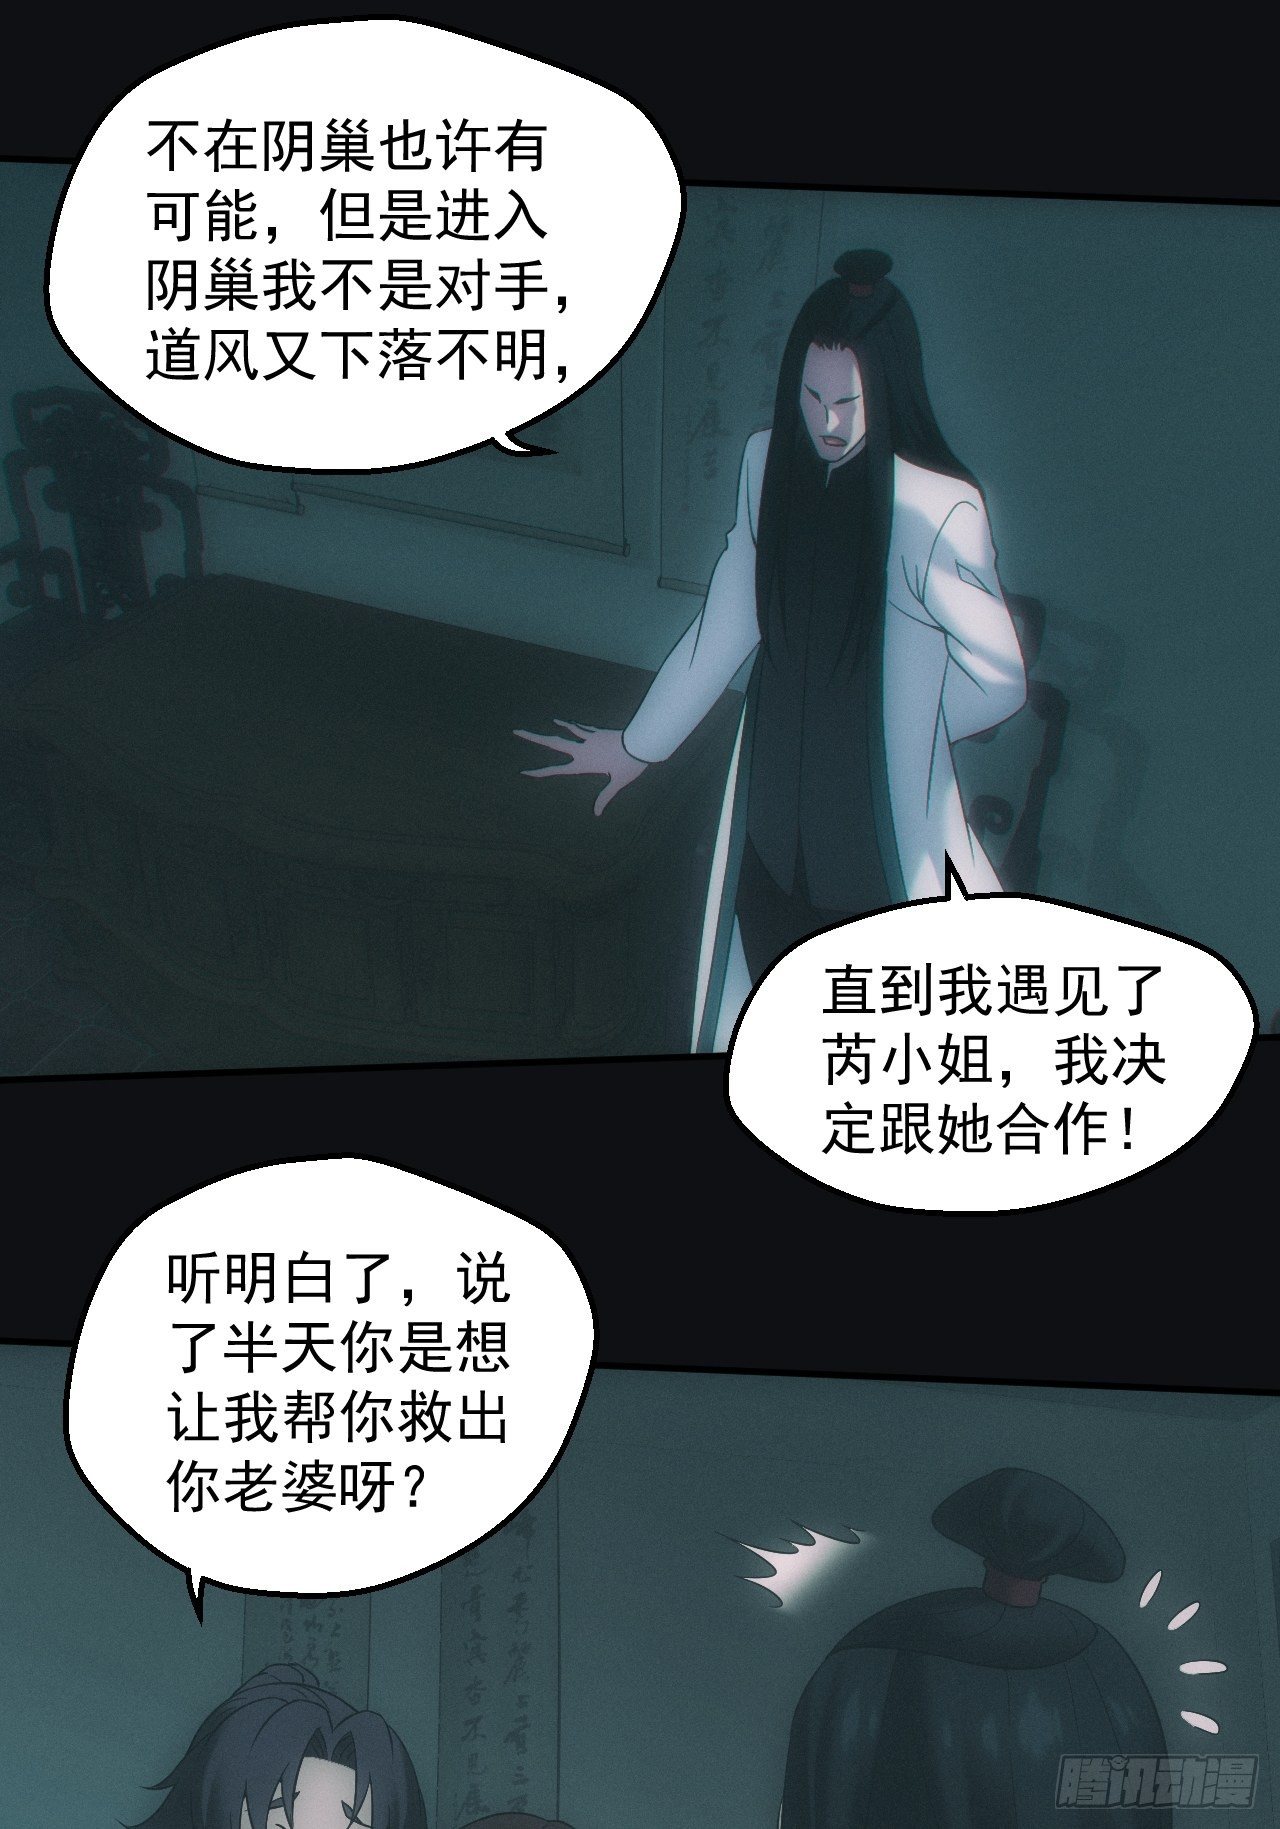 不在阴巢也许有
可能，但是进入
阴巢我不是对手，
道风又下落不明，
直到我遇见了
芮小姐，我决
定跟她合作！
听明白了，说
了半天你是想
让我帮你救出
你老婆呀？
腾讯动漫